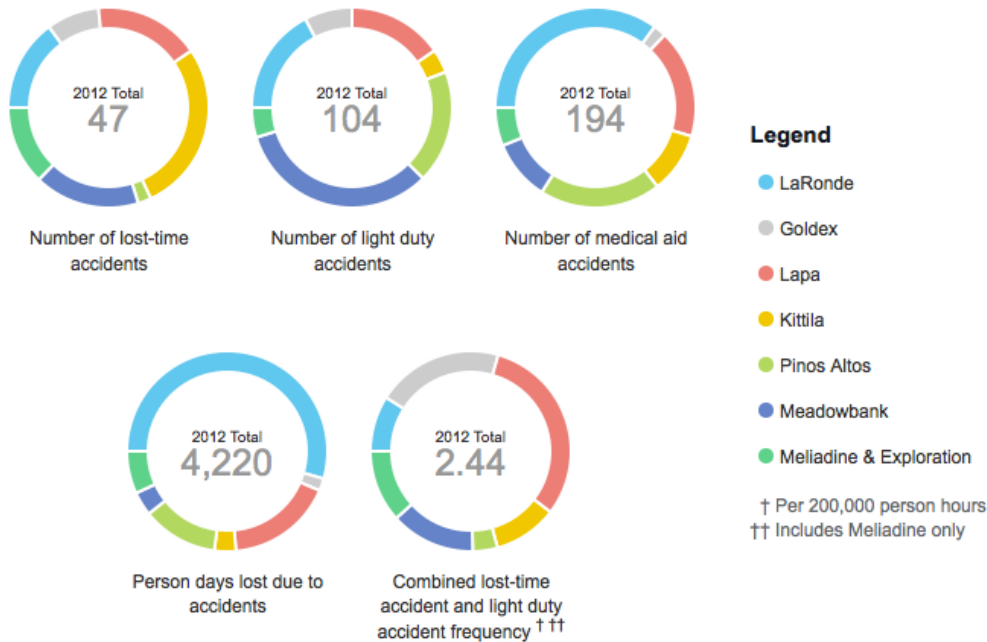 2012 Total
47
Number of lost-time
accidents
2012 Total
104
Number of light duty
accidents
2012 Total
194
Number of medical aid
accidents
2012 Total
4,220
Person days lost due to
accidents
2012 Total
2.44
Combined lost-time
accident and light duty
accident frequency † ††
Legend
LaRonde
Goldex
Lapa
Kittila
Pinos Altos
Meadowbank
Meliadine & Exploration
† Per 200,000 person hours
†† Includes Meliadine only